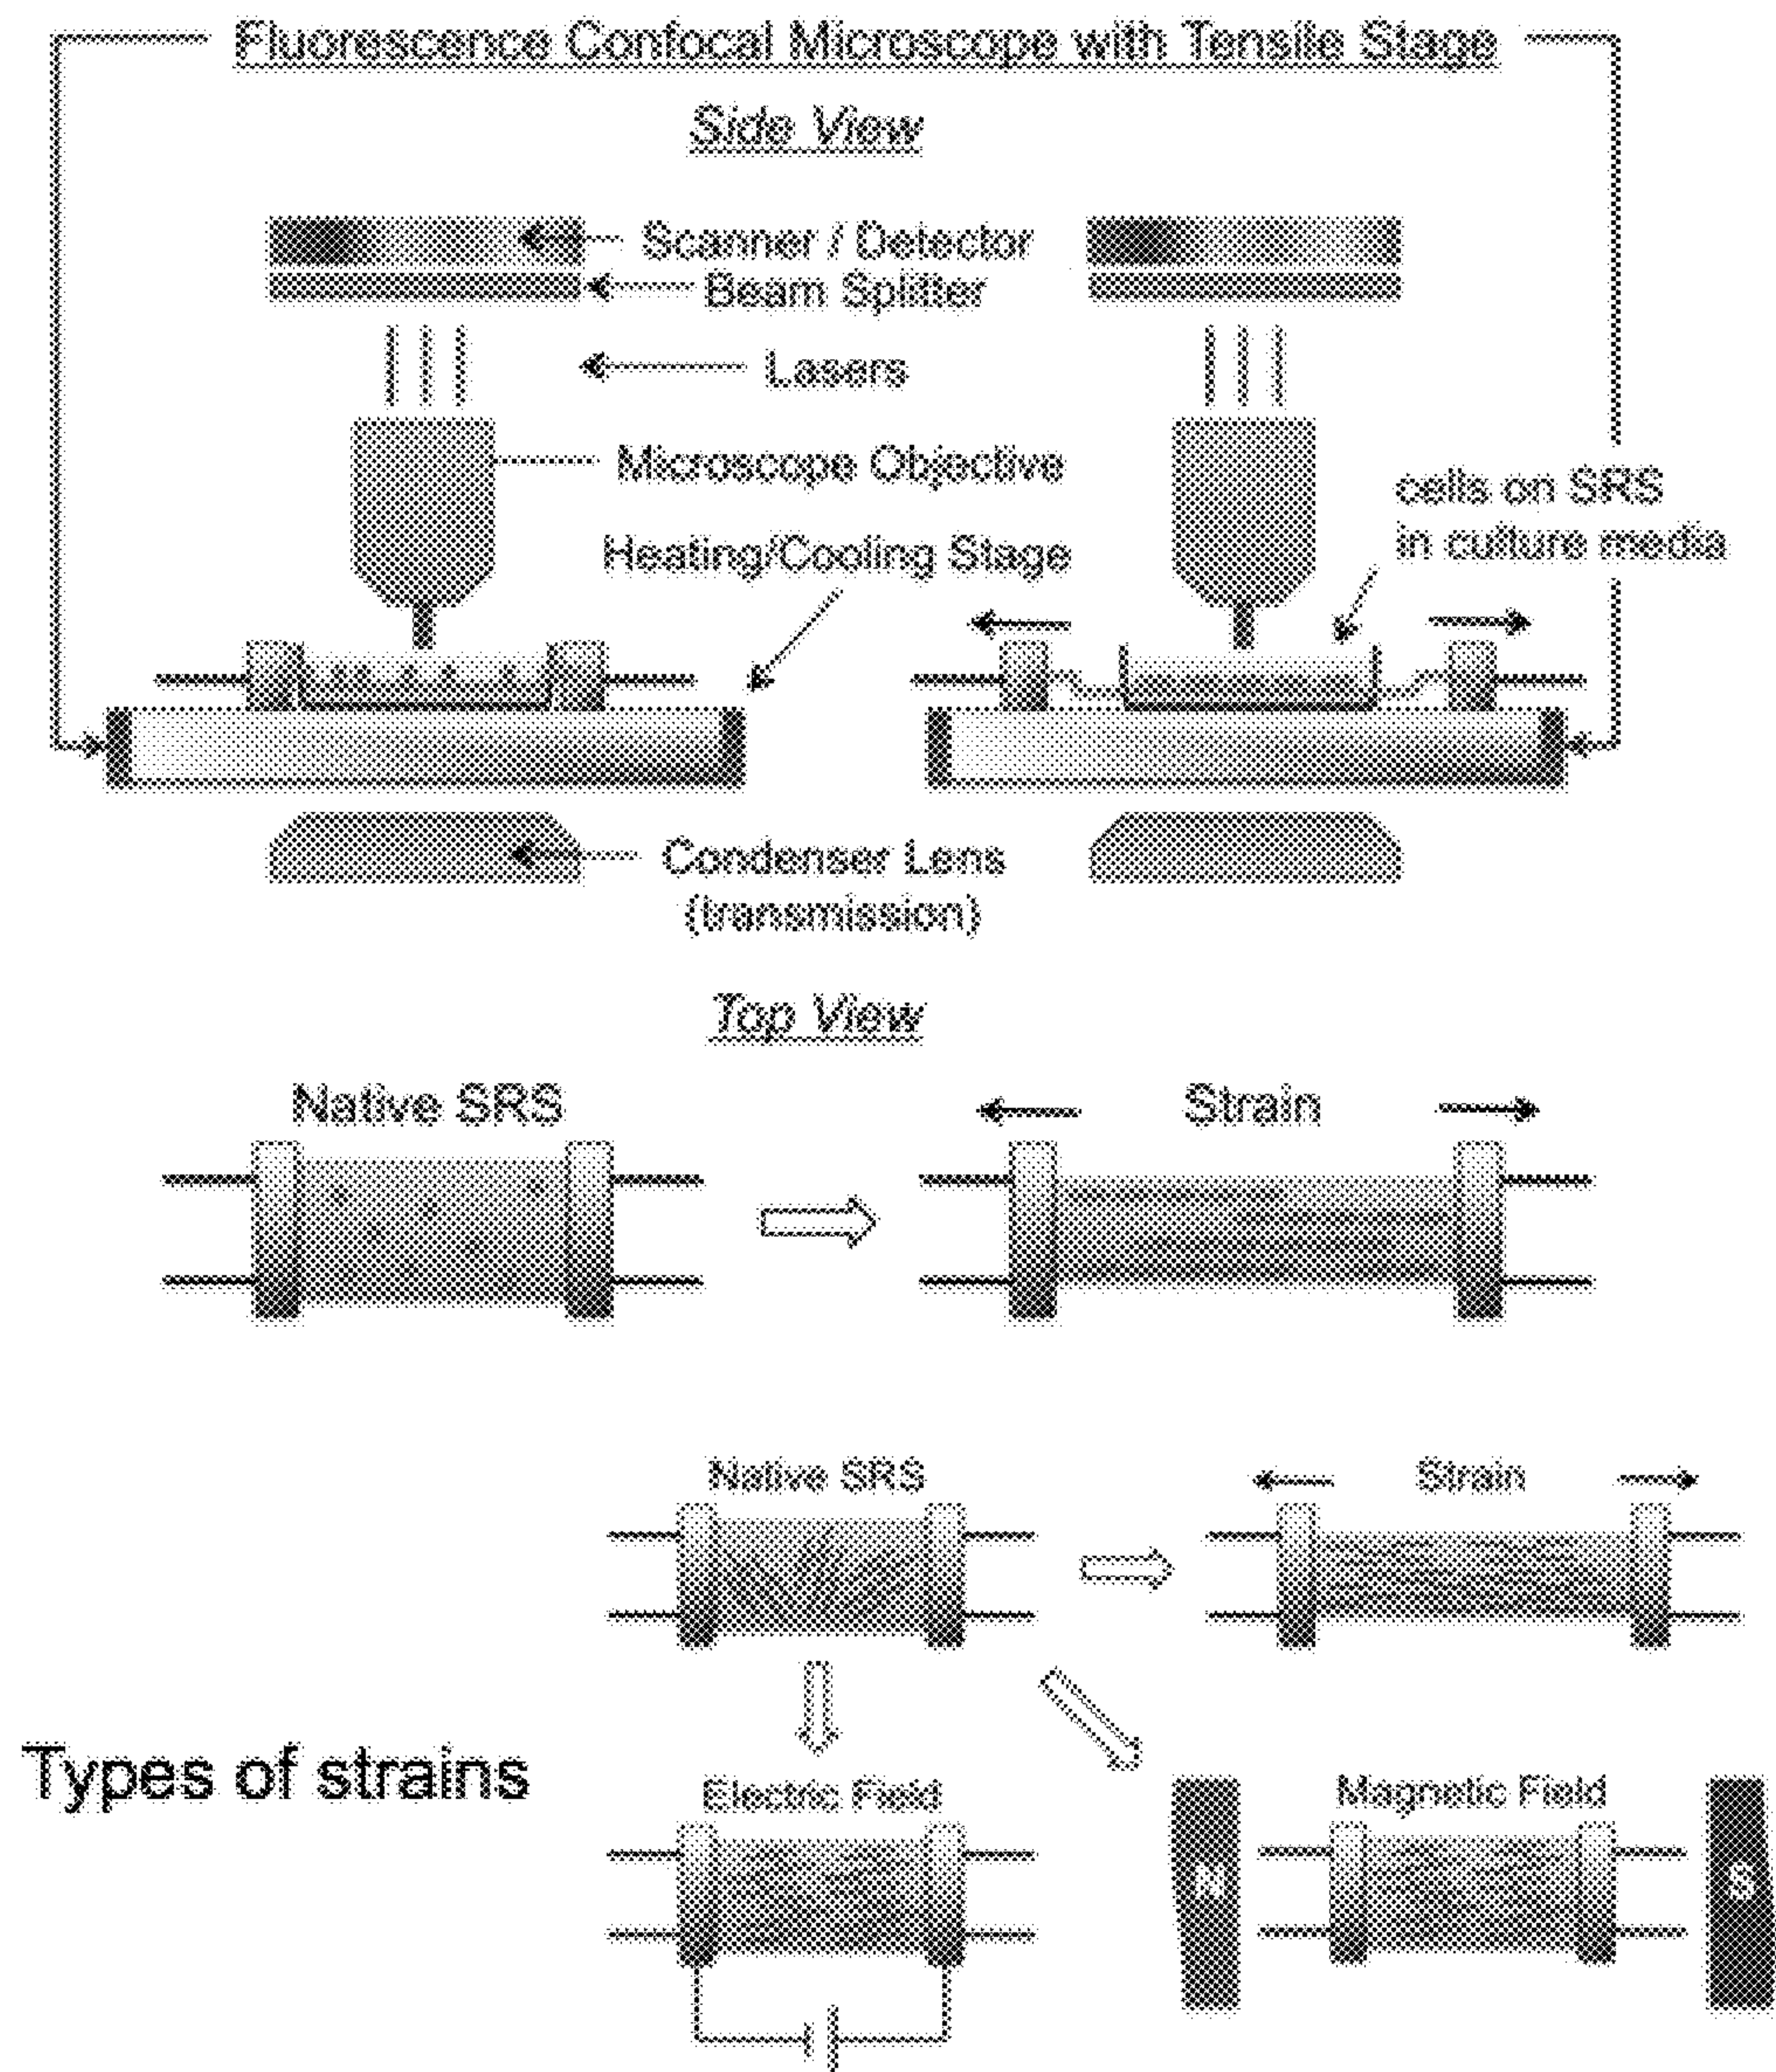 Fluorescence Confocal Microscope with Tensile Stage
Side View
Scanner / Detector
Beam Splitter
Lasers
Microscope Objective
cells on SRS
in culture media
Heating/Cooling Stage
Condenser Lens
(transmission)
Top View
Native SRS
Strain
Native SRS
Strain
Types of strains
Electric Field
Magnetic Field
N
S